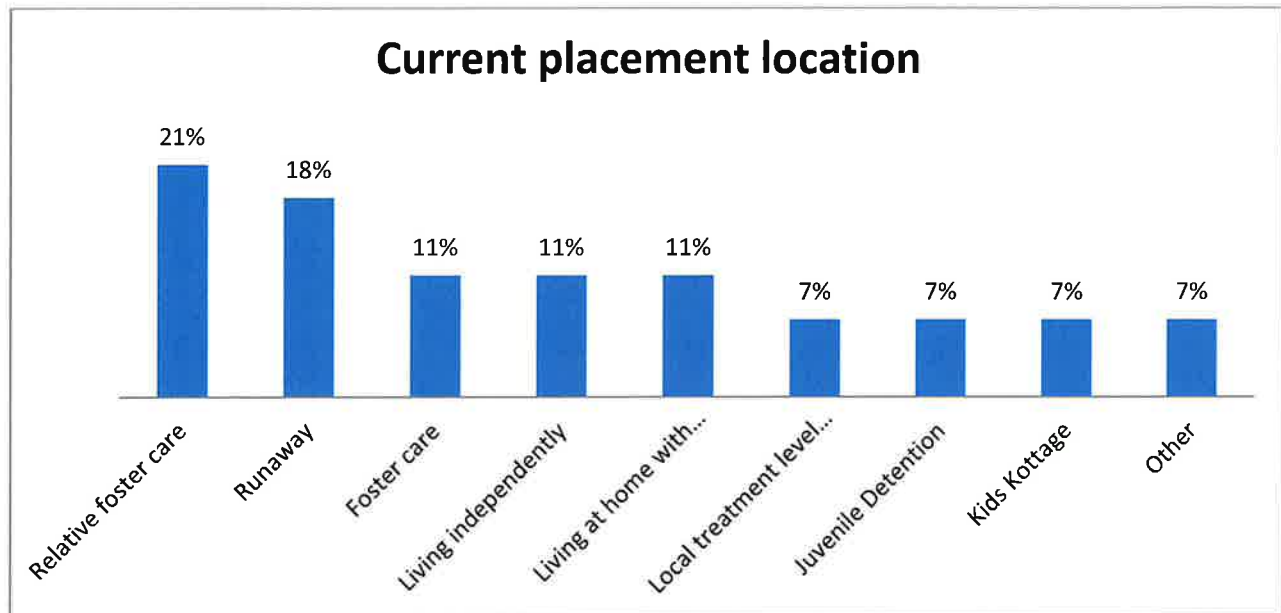 Current placement location
21%
18%
11%
11%
11%
7%
7%
7%
7%
Relative foster care
Runaway
Foster care
Living independently
Living at home with...
Local treatment level...
Juvenile Detention
Kids Kottage
Other